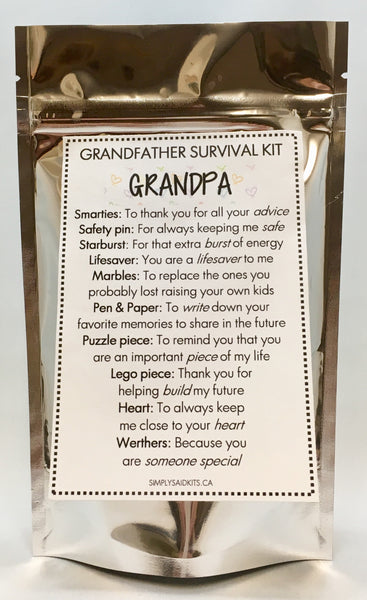 GRANDFATHER SURVIVAL KIT
GRANDPA
Smarties: To thank you for all your advice
Safety pin: For always keeping me safe
Starburst: For that extra burst of energy
Lifesaver: You are a lifesaver to me
Marbles: To replace the ones you
probably lost raising your own kids
Pen & Paper: To write down your
favorite memories to share in the future
Puzzle piece: To remind you that you
are an important piece of my life
Lego piece: Thank you for
helping build my future
Heart: To always keep
me close to your heart
Werthers: Because you
are someone special
SIMPLYSAIDKITS.CA